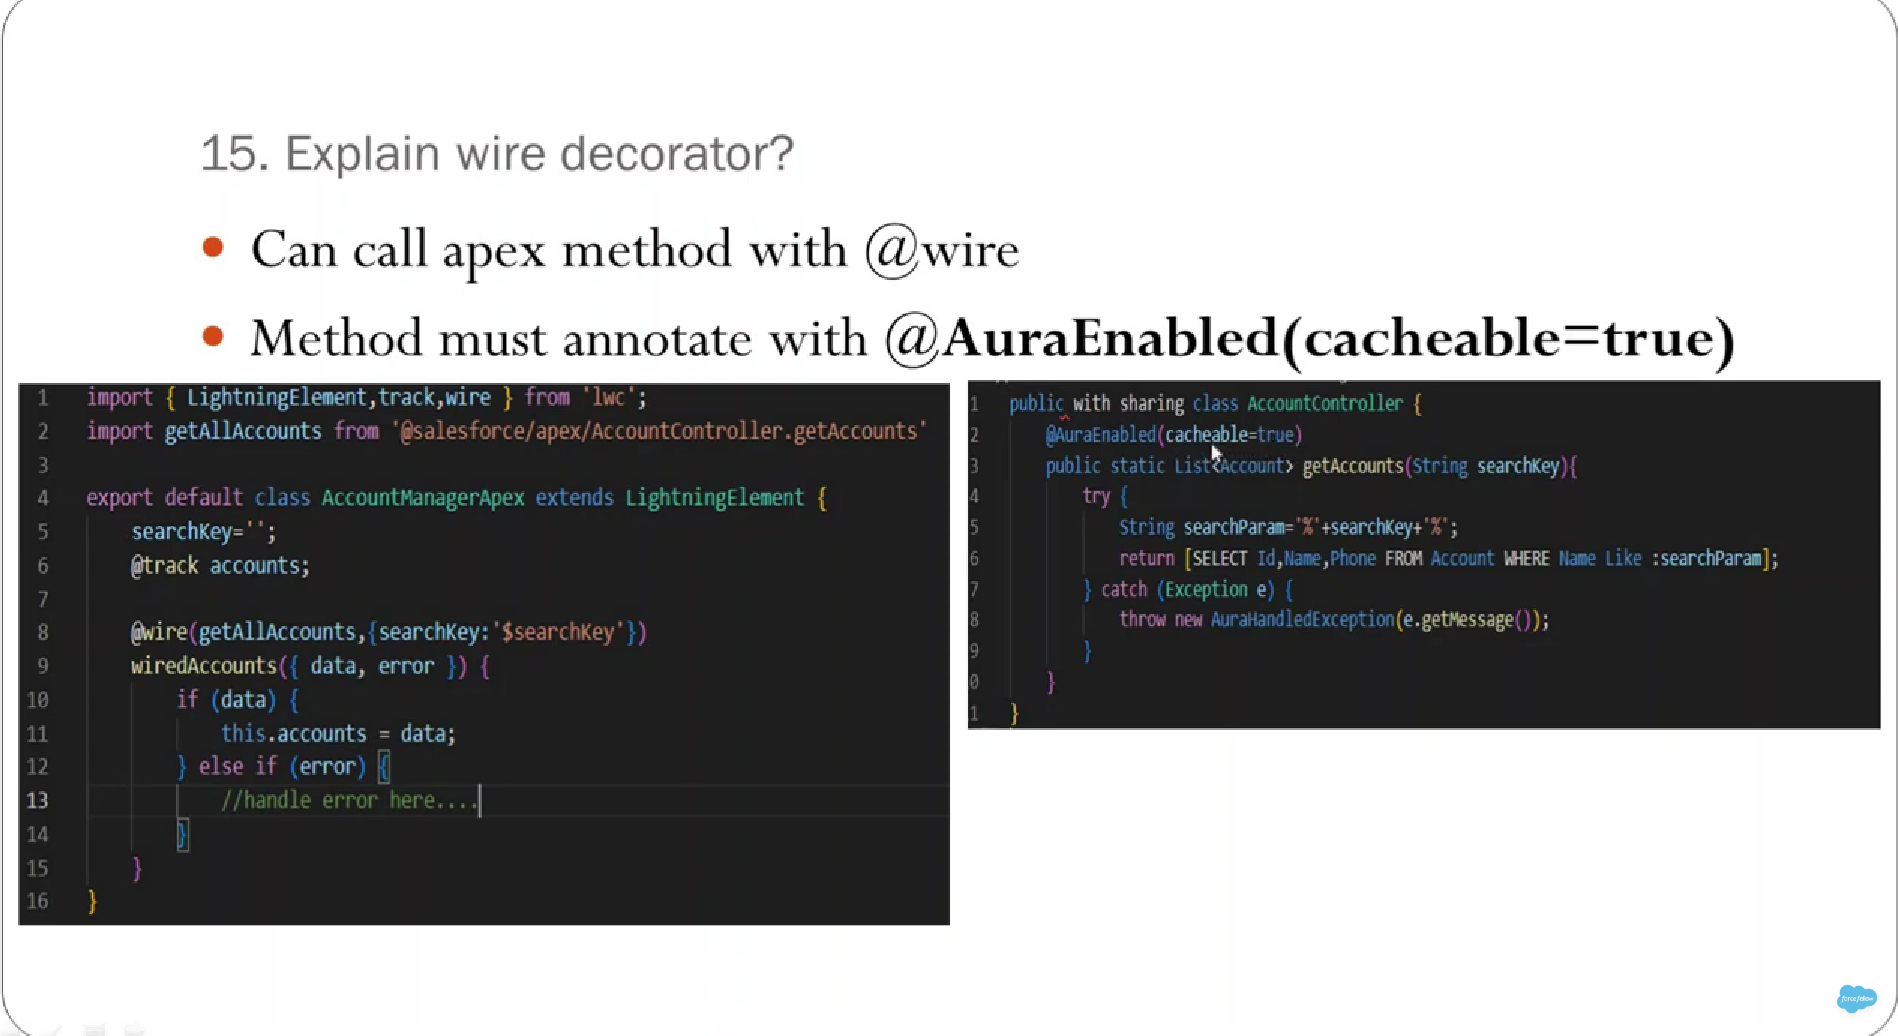 15. Explain wire decorator?
• Can call apex method with @wire
• Method must annotate with @AuraEnabled(cacheable=true)
1 import { LightningElement,track,wire } from 'lwc';
2 import getAllAccounts from '@salesforce/apex/AccountController.getAccounts'
3
4 export default class AccountManagerApex extends LightningElement {
5 searchKey='';
6 @track accounts;
7
8 @wire(getAllAccounts,{searchKey:'$searchKey'})
9 wiredAccounts({ data, error }) {
10 if (data) {
11 this.accounts = data;
12 } else if (error) {
13 //handle error here....
14 }
15 }
16 }
1 public with sharing class AccountController {
2 @AuraEnabled(cacheable=true)
3 public static List<Account> getAccounts(String searchKey){
4 try {
5 String searchParam='%'+searchKey+'%';
6 return [SELECT Id,Name,Phone FROM Account WHERE Name Like :searchParam];
7 } catch (Exception e) {
8 throw new AuraHandledException(e.getMessage());
9 }
0 }
1 }
forcefellow